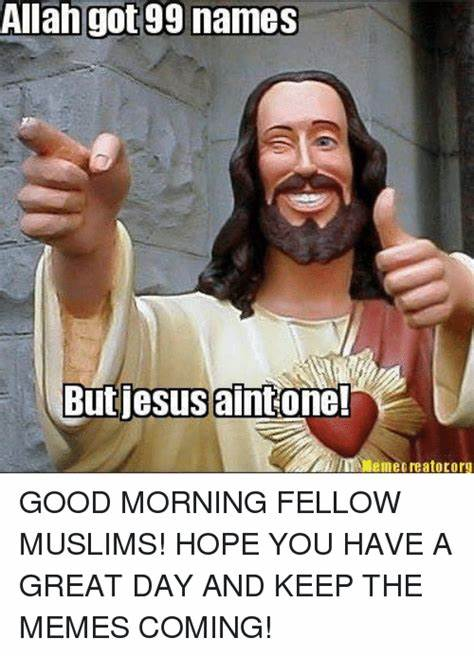 Allah got 99 names
But jesus aint one!
Memecreator.org
GOOD MORNING FELLOW
MUSLIMS! HOPE YOU HAVE A
GREAT DAY AND KEEP THE
MEMES COMING!